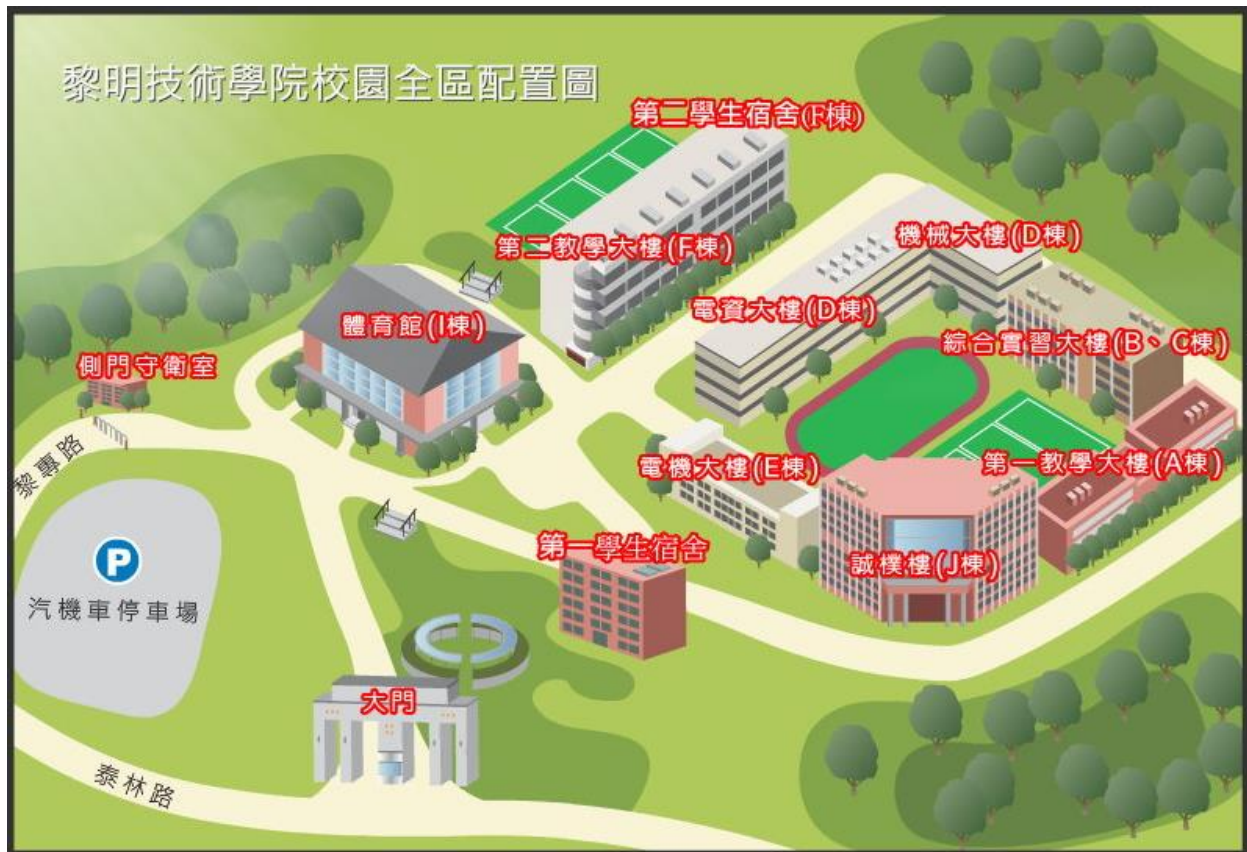 黎明技術學院校園全區配置圖
第二學生宿舍(F棟)
第二教學大樓(F棟)
機械大樓(D棟)
體育館(I棟)
電資大樓(D棟)
綜合實習大樓(B、C棟)
側門守衛室
黎專路
電機大樓(E棟)
第一教學大樓(A棟)
第一學生宿舍
誠樸樓(J棟)
P
汽機車停車場
大門
泰林路